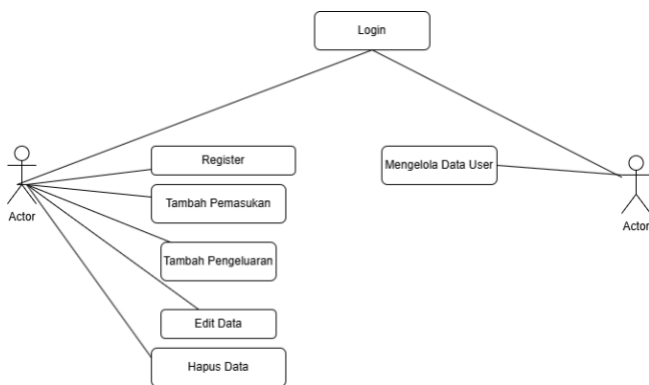 Login
Register
Mengelola Data User
Tambah Pemasukan
Actor
Actor
Tambah Pengeluaran
Edit Data
Hapus Data